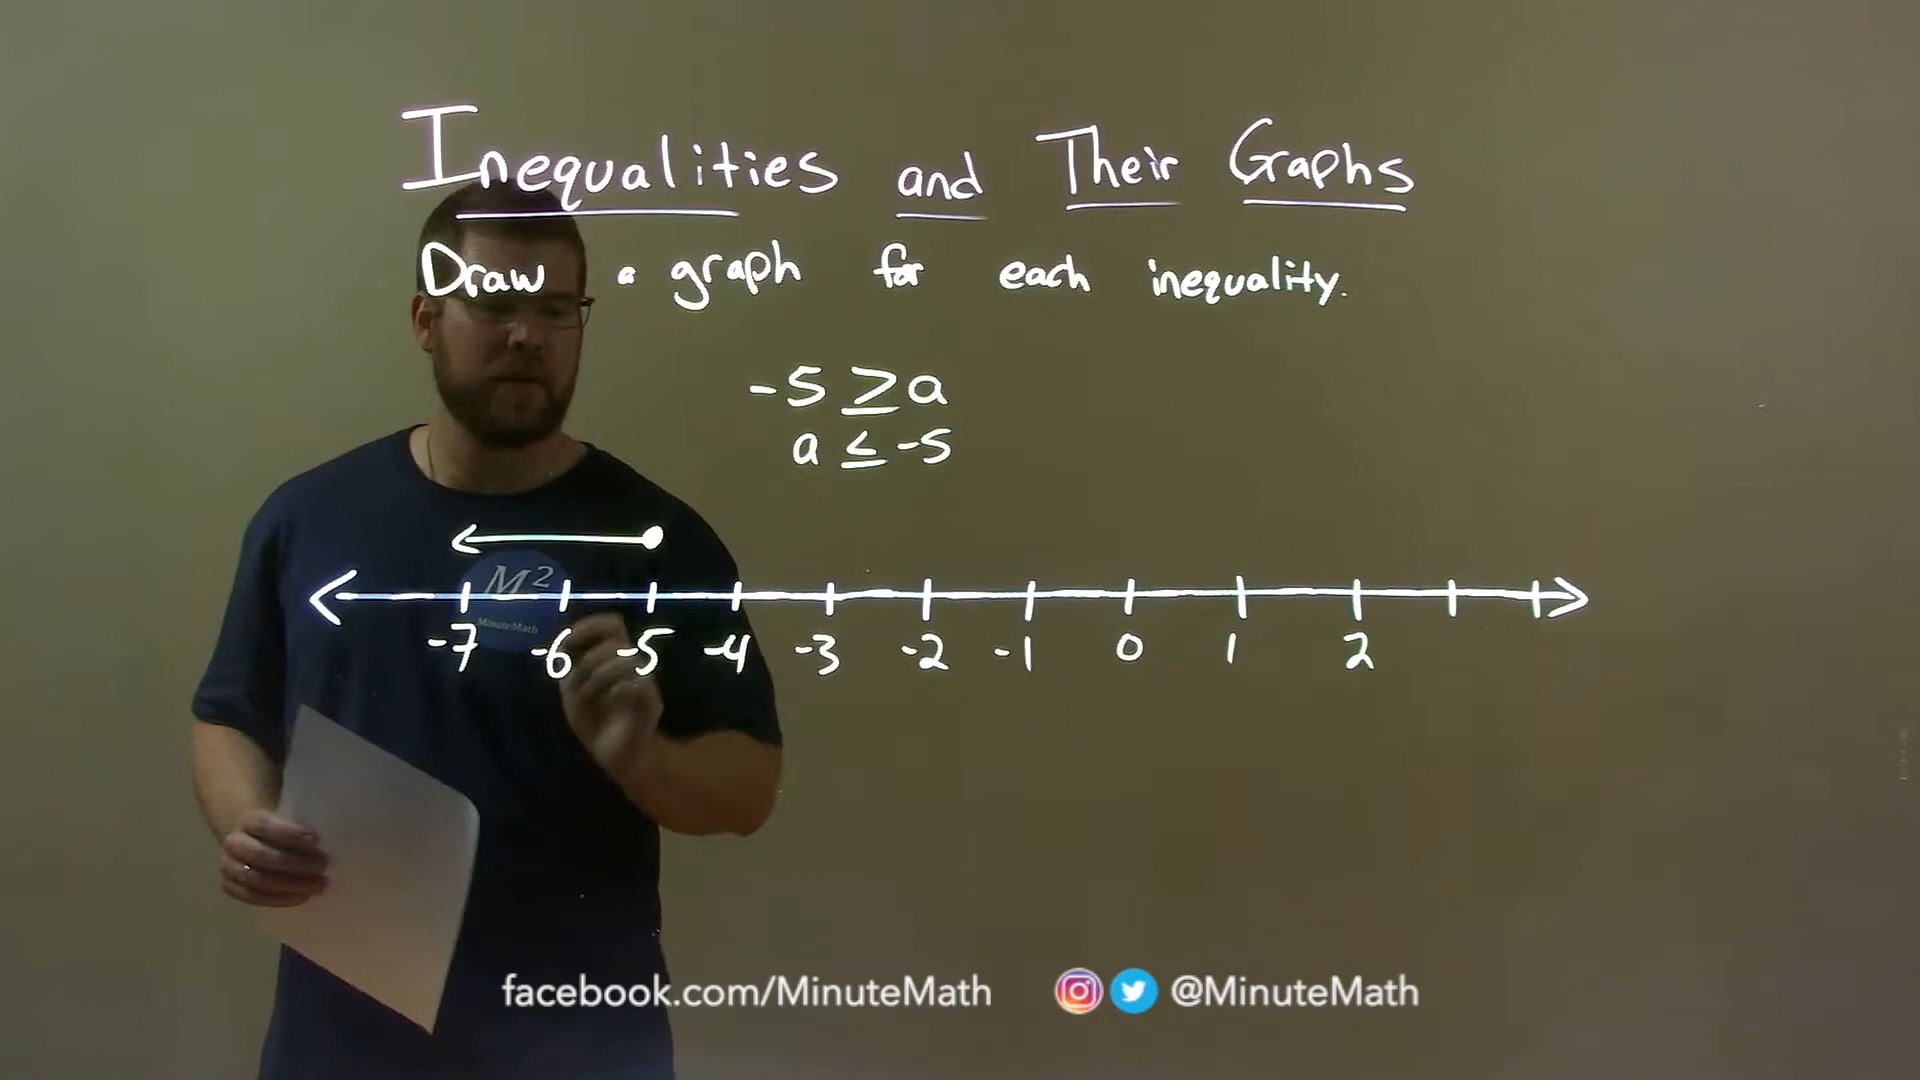 Inequalities and Their Graphs
Draw a graph for each inequality.
-5 ≥ a
a ≤ -5
M²
MinuteMath
-7 -6 -5 -4 -3 -2 -1 0 1 2
facebook.com/MinuteMath @MinuteMath